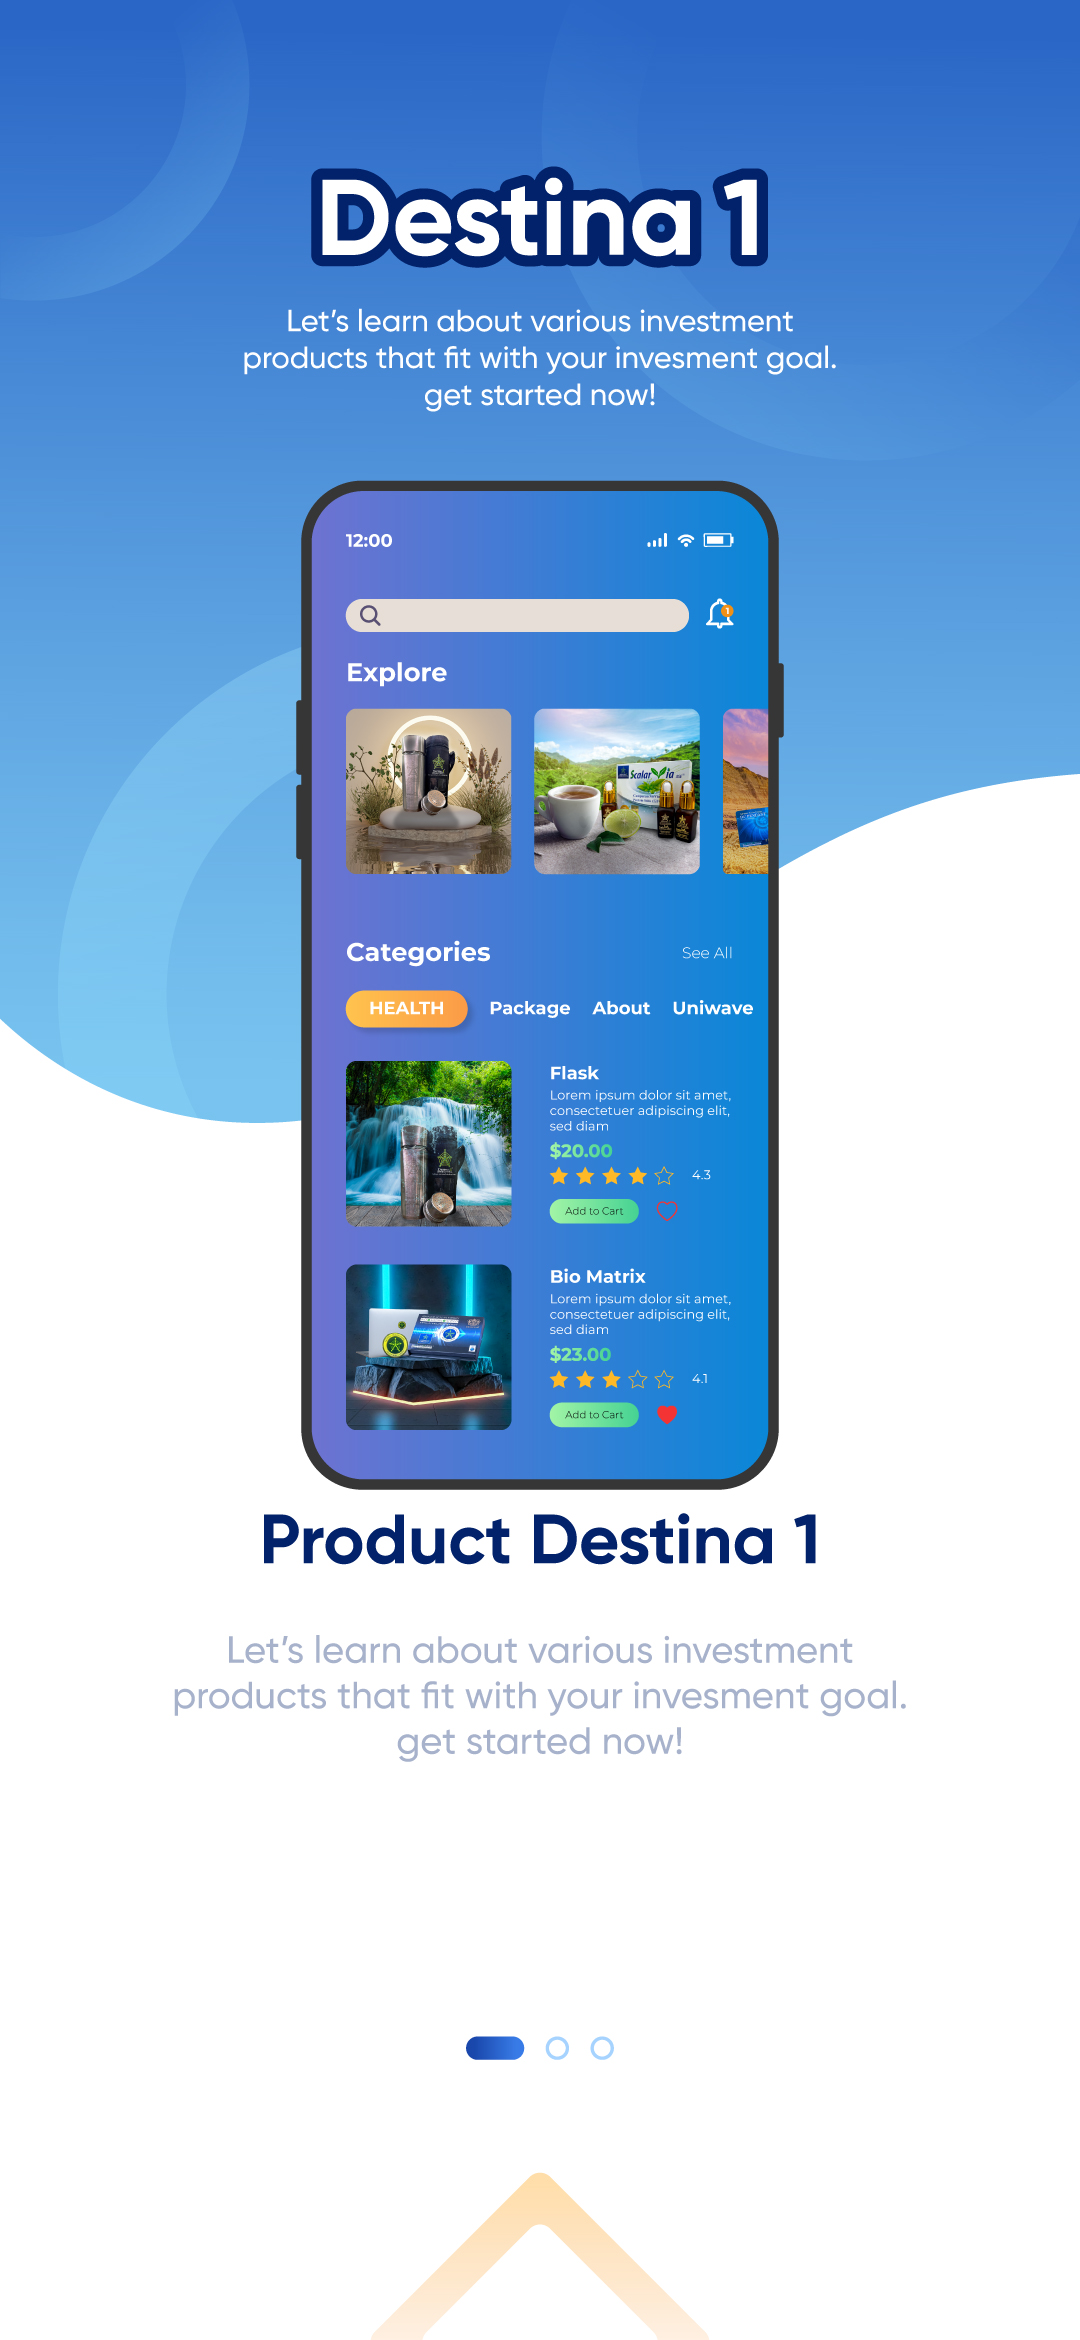 Destina 1
Let’s learn about various investment
products that fit with your invesment goal.
get started now!
12:00
1
Explore
Scalar Via
Categories
See All
HEALTH Package About Uniwave
Flask
Lorem ipsum dolor sit amet,
consectetuer adipiscing elit,
sed diam
$20.00
4.3
Add to Cart
Bio Matrix
Lorem ipsum dolor sit amet,
consectetuer adipiscing elit,
sed diam
$23.00
4.1
Add to Cart
Product Destina 1
Let’s learn about various investment
products that fit with your invesment goal.
get started now!